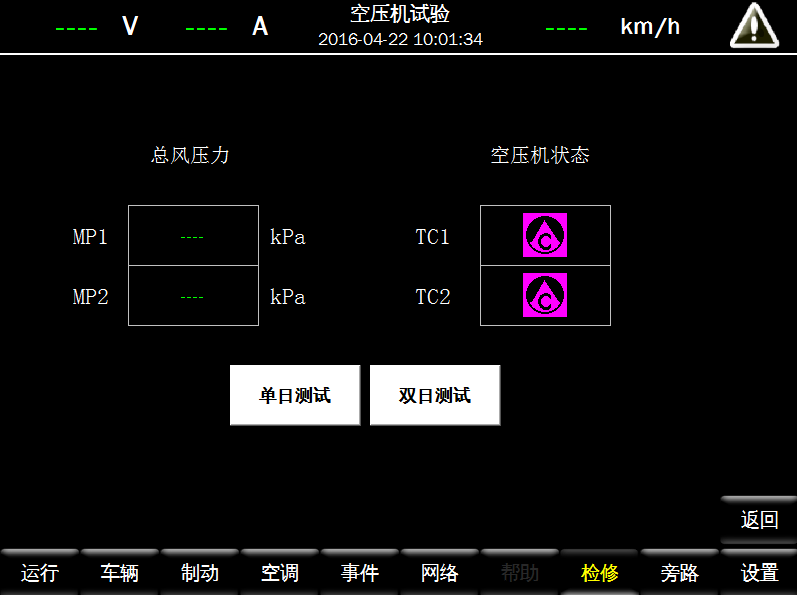 ---- V ---- A 空压机试验 ---- km/h
2016-04-22 10:01:34
总风压力 空压机状态
MP1 ---- kPa TC1 C
MP2 ---- kPa TC2 C
单日测试 双日测试
返回
运行 车辆 制动 空调 事件 网络 帮助 检修 旁路 设置